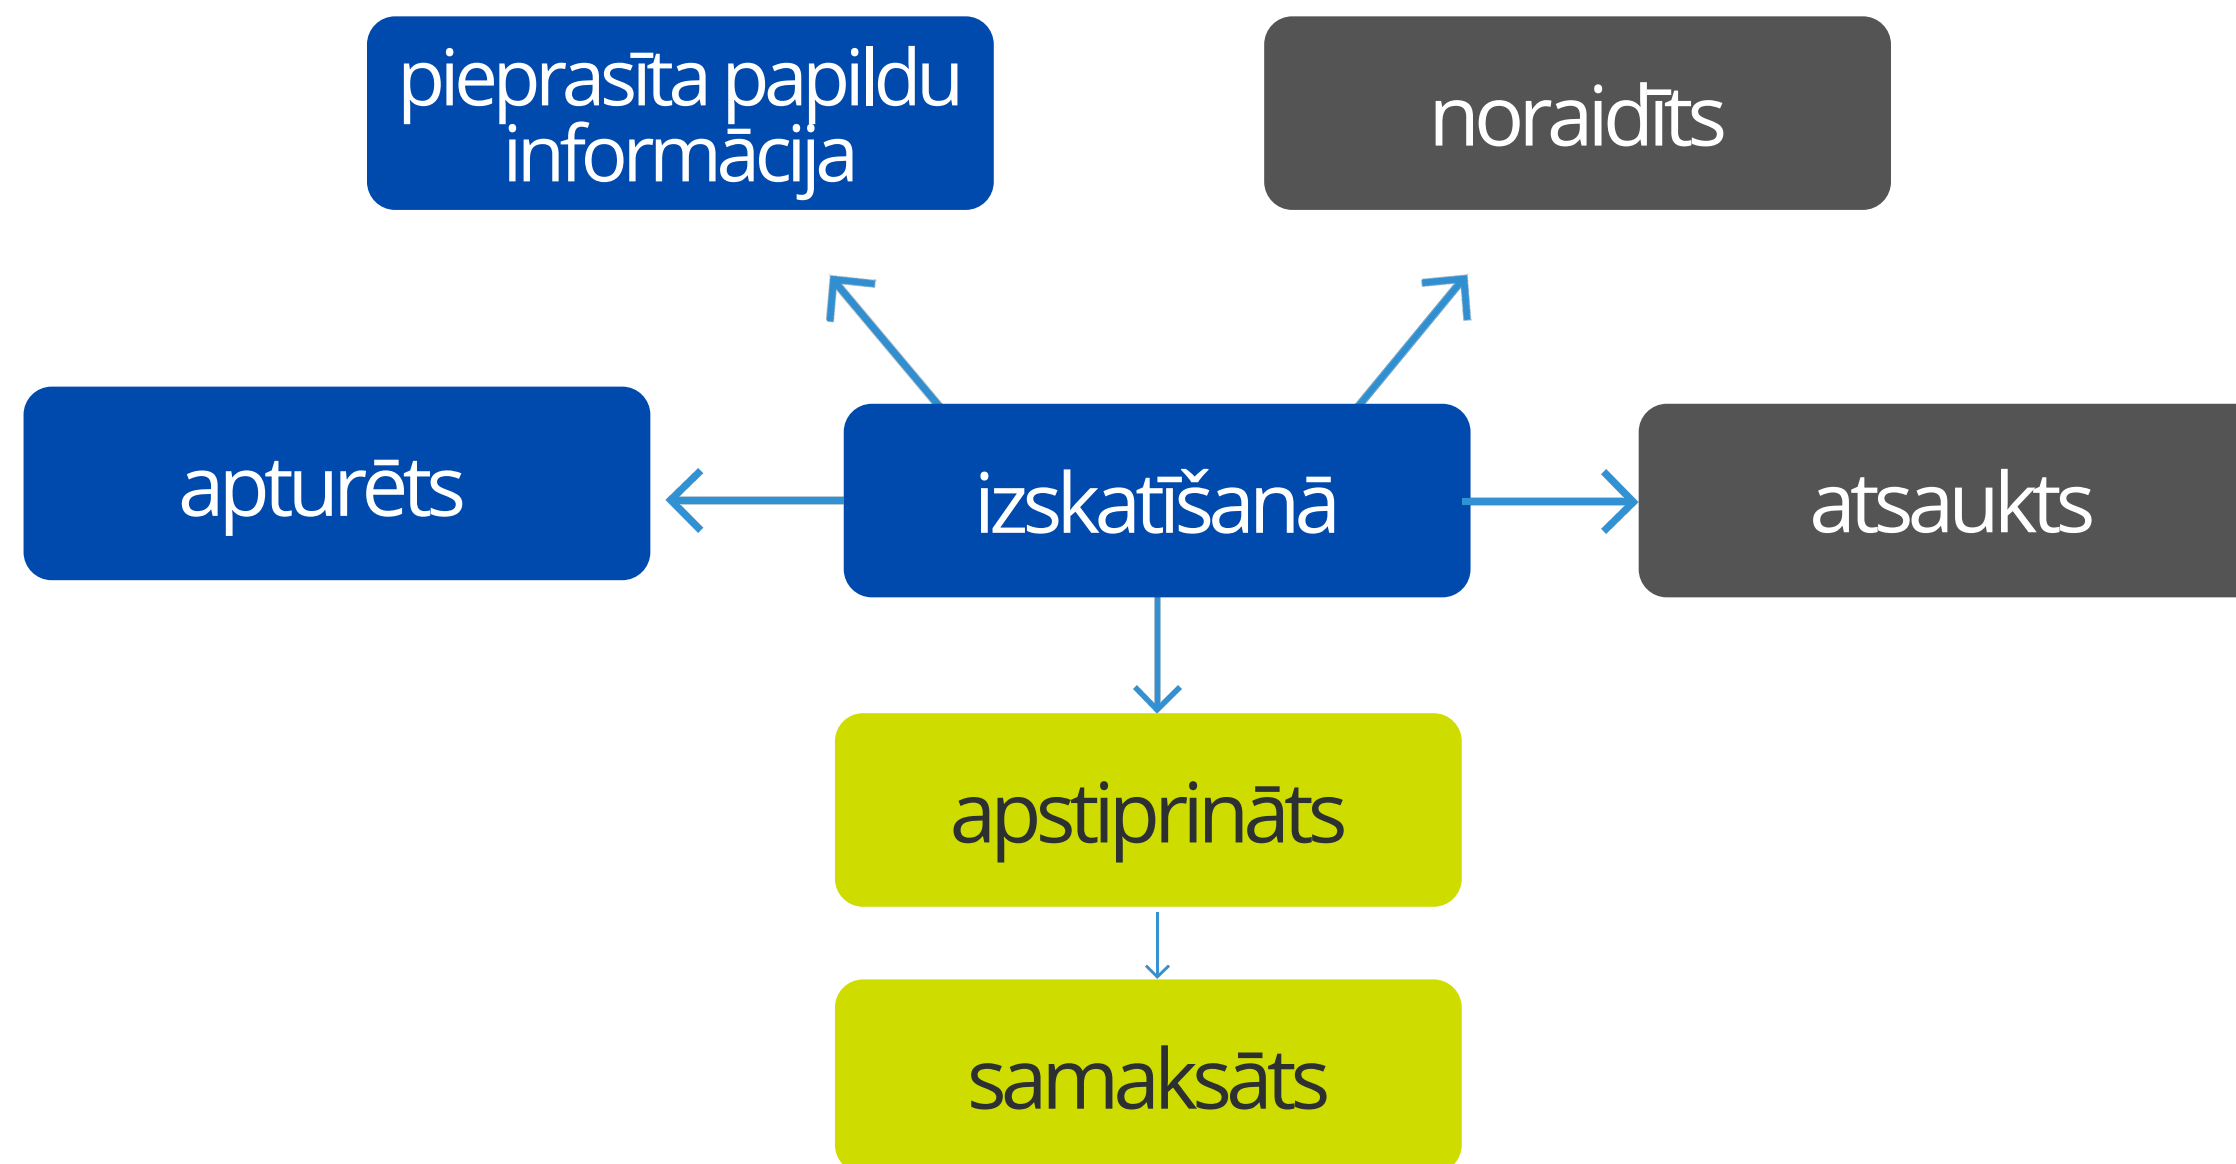 pieprasīta papildu
informācija
noraidīts
apturēts
izskatīšanā
atsaukts
apstiprināts
samaksāts